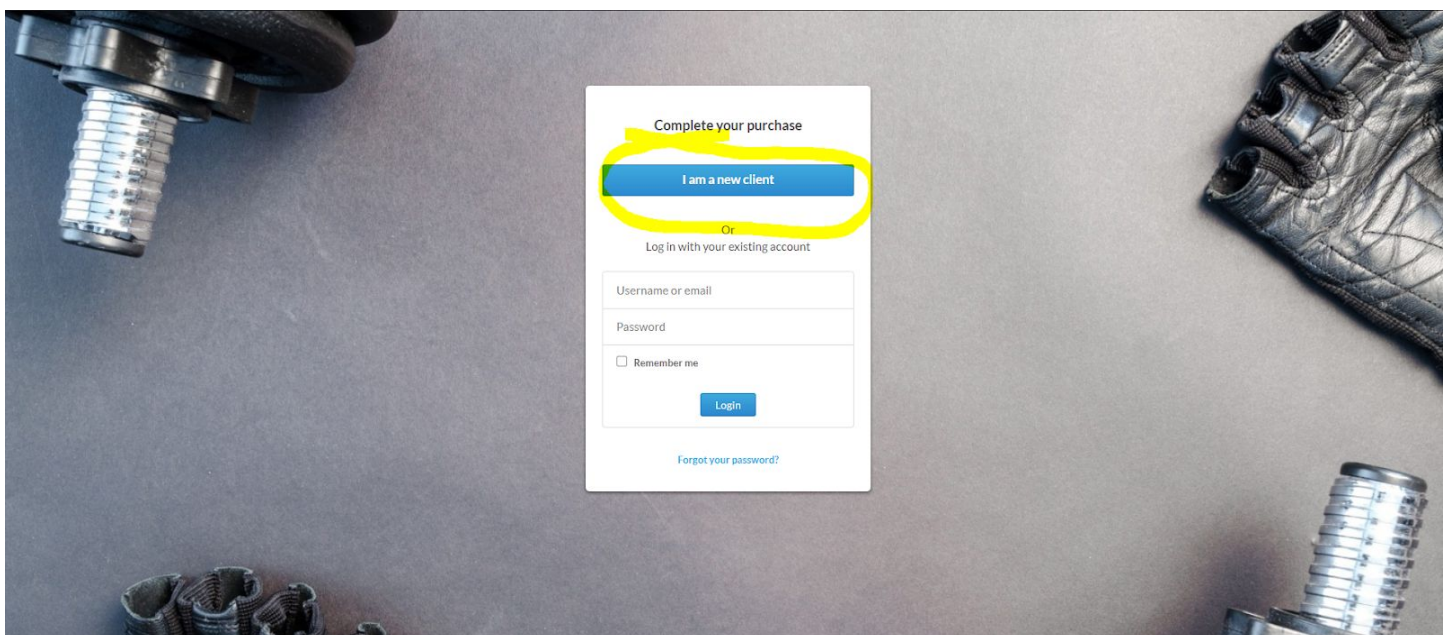 Complete your purchase
I am a new client
Or
Log in with your existing account
Username or email
Password
Remember me
Login
Forgot your password?